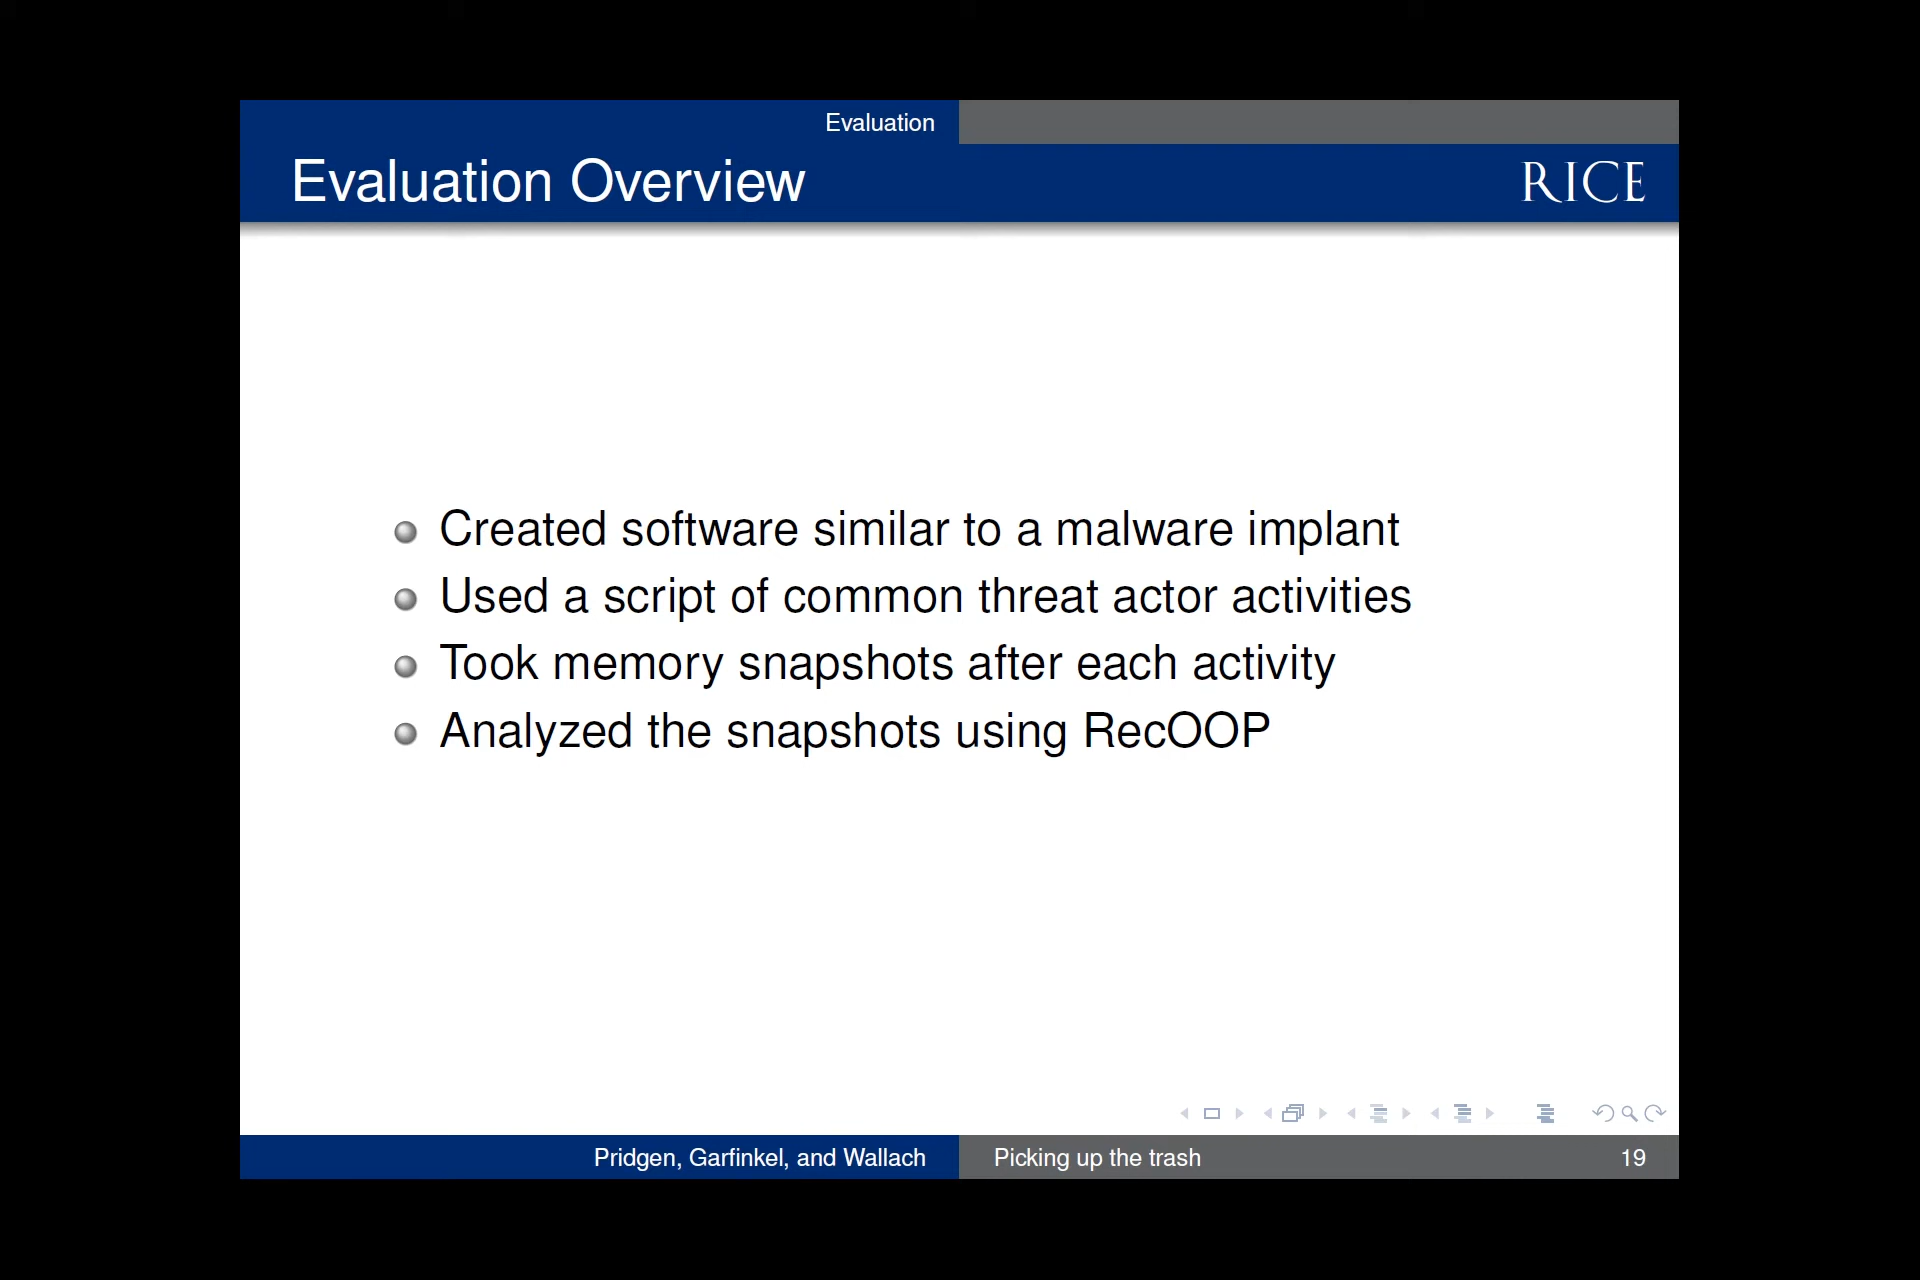 Evaluation
Evaluation Overview
RICE
Created software similar to a malware implant
Used a script of common threat actor activities
Took memory snapshots after each activity
Analyzed the snapshots using RecOOP
Pridgen, Garfinkel, and Wallach
Picking up the trash
19